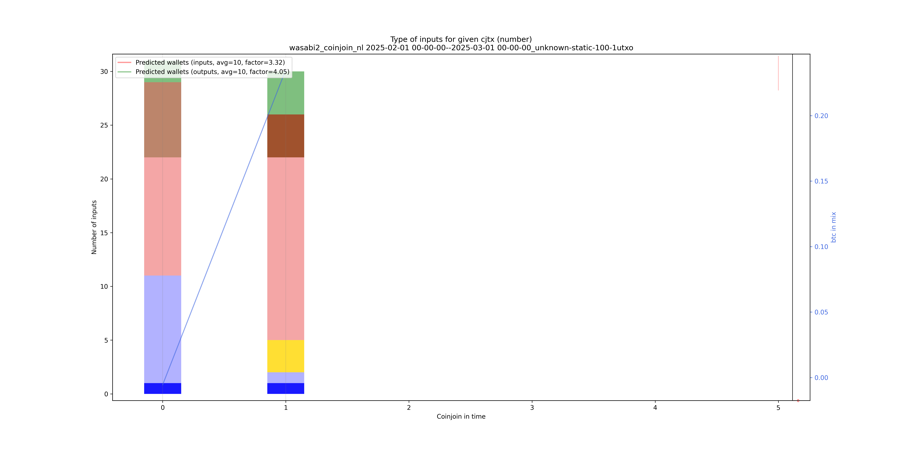 Type of inputs for given cjtx (number)
wasabi2_coinjoin_nl 2025-02-01 00-00-00--2025-03-01 00-00-00_unknown-static-100-1utxo
Predicted wallets (inputs, avg=10, factor=3.32)
Predicted wallets (outputs, avg=10, factor=4.05)
30
25
20
15
10
5
0
Number of inputs
0 1 2 3 4 5
Coinjoin in time
0.20
0.15
0.10
0.05
0.00
btc in mix